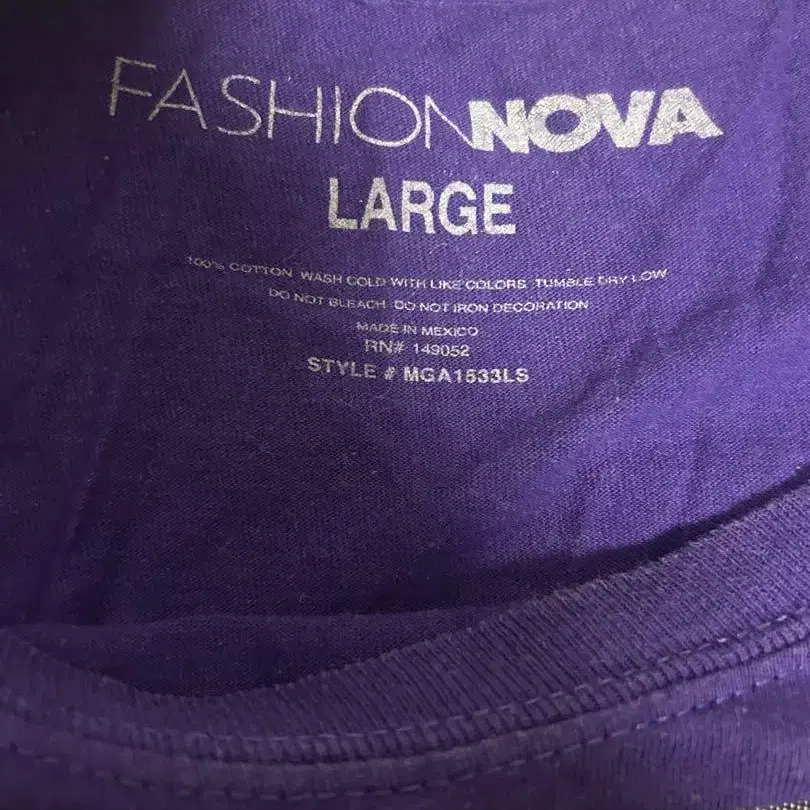 FASHIONNOVA
LARGE
100% COTTON WASH COLD WITH LIKE COLORS TUMBLE DRY LOW
DO NOT BLEACH DO NOT IRON DECORATION
MADE IN MEXICO
RN# 149052
STYLE # MGA1533LS